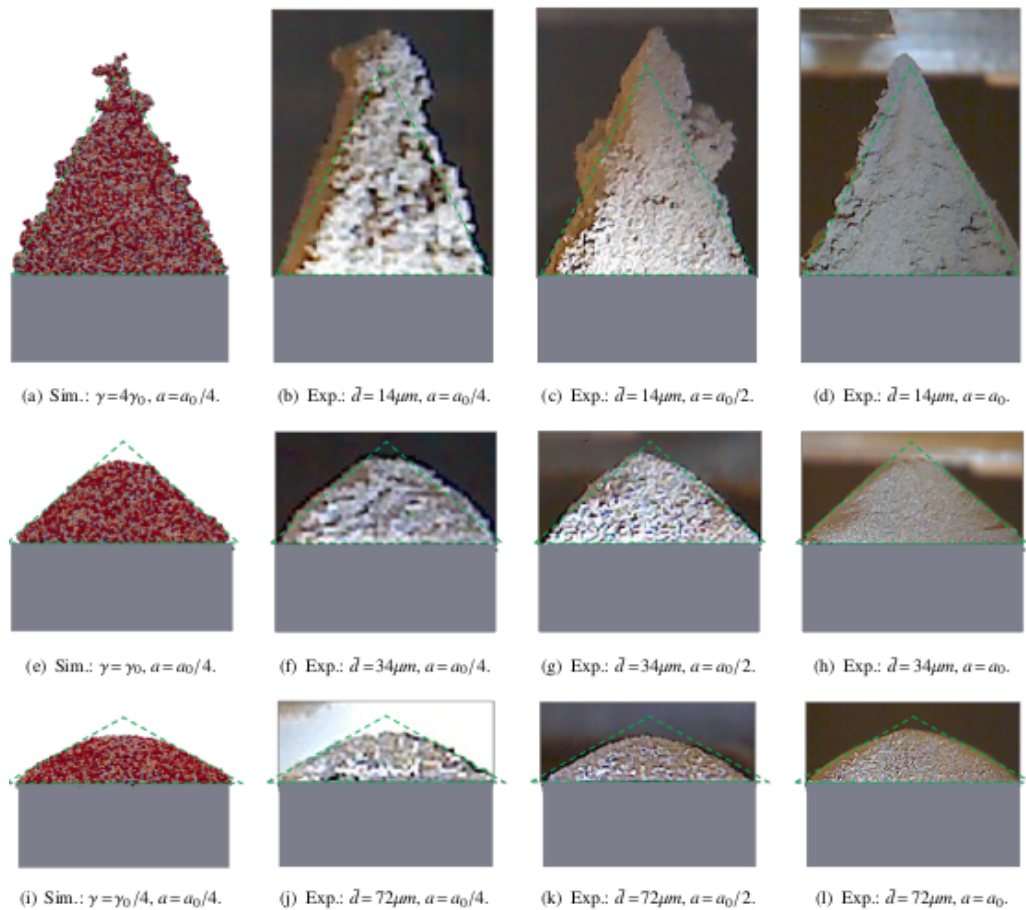 (a) Sim.: γ=4γ₀, a=a₀/4.
(b) Exp.: d̄=14μm, a=a₀/4.
(c) Exp.: d̄=14μm, a=a₀/2.
(d) Exp.: d̄=14μm, a=a₀.
(e) Sim.: γ=γ₀, a=a₀/4.
(f) Exp.: d̄=34μm, a=a₀/4.
(g) Exp.: d̄=34μm, a=a₀/2.
(h) Exp.: d̄=34μm, a=a₀.
(i) Sim.: γ=γ₀/4, a=a₀/4.
(j) Exp.: d̄=72μm, a=a₀/4.
(k) Exp.: d̄=72μm, a=a₀/2.
(l) Exp.: d̄=72μm, a=a₀.